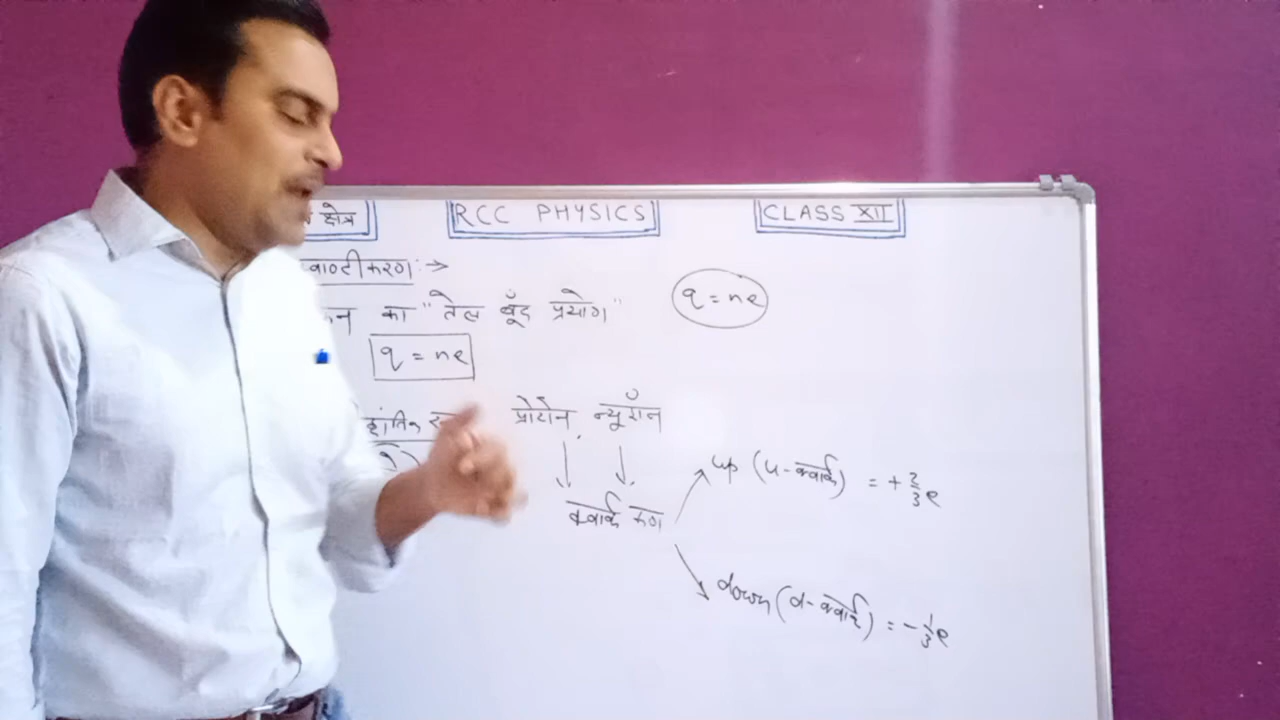 क्षेत्र
RCC PHYSICS
CLASS XII
वाण्टीकरण :→
का "तेल बूँद प्रयोग"
q = ne
q = ne
प्रोटोन, न्यूट्रॉन
क्वार्क कण
up (u-क्वार्क) = + 2/3 e
down (d-क्वार्क) = - 1/3 e